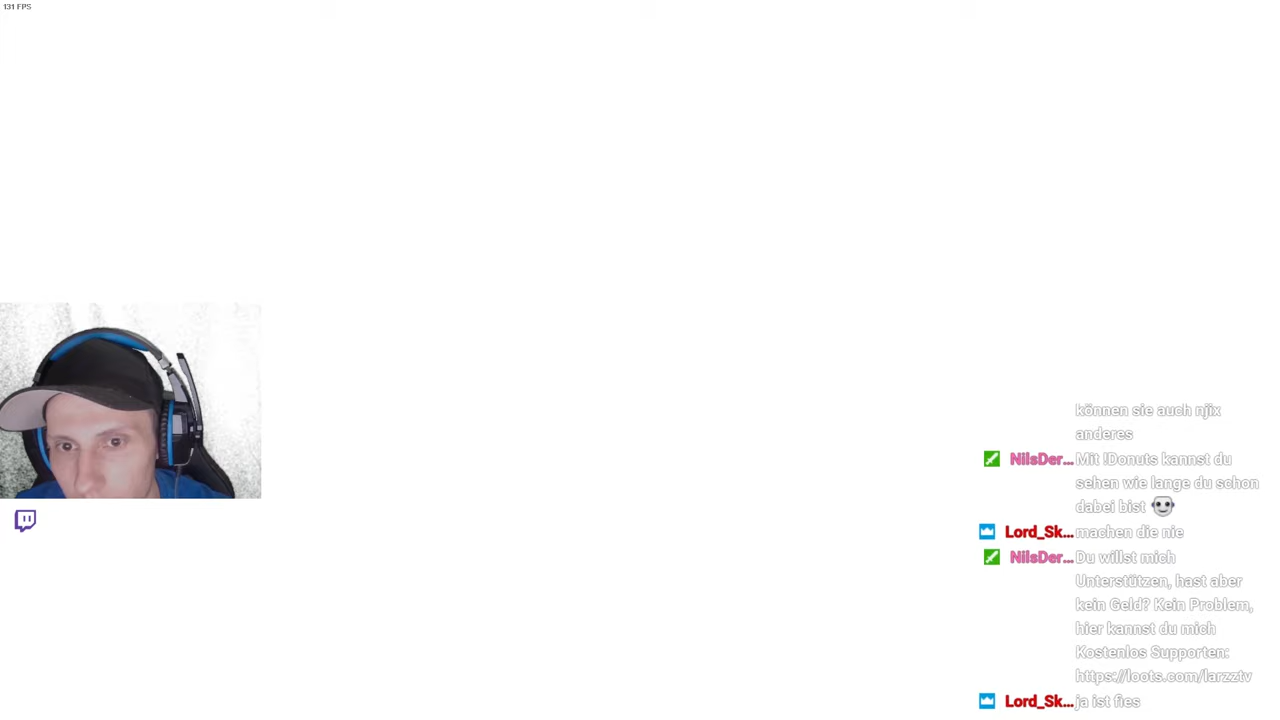 131 FPS
können sie auch njix
anderes
NilsDer... Mit !Donuts kannst du
sehen wie lange du schon
dabei bist
Lord_Sk... machen die nie
NilsDer... Du willst mich
Unterstützen, hast aber
kein Geld? Kein Problem,
hier kannst du mich
Kostenlos Supporten:
https://loots.com/larzztv
Lord_Sk... ja ist fies